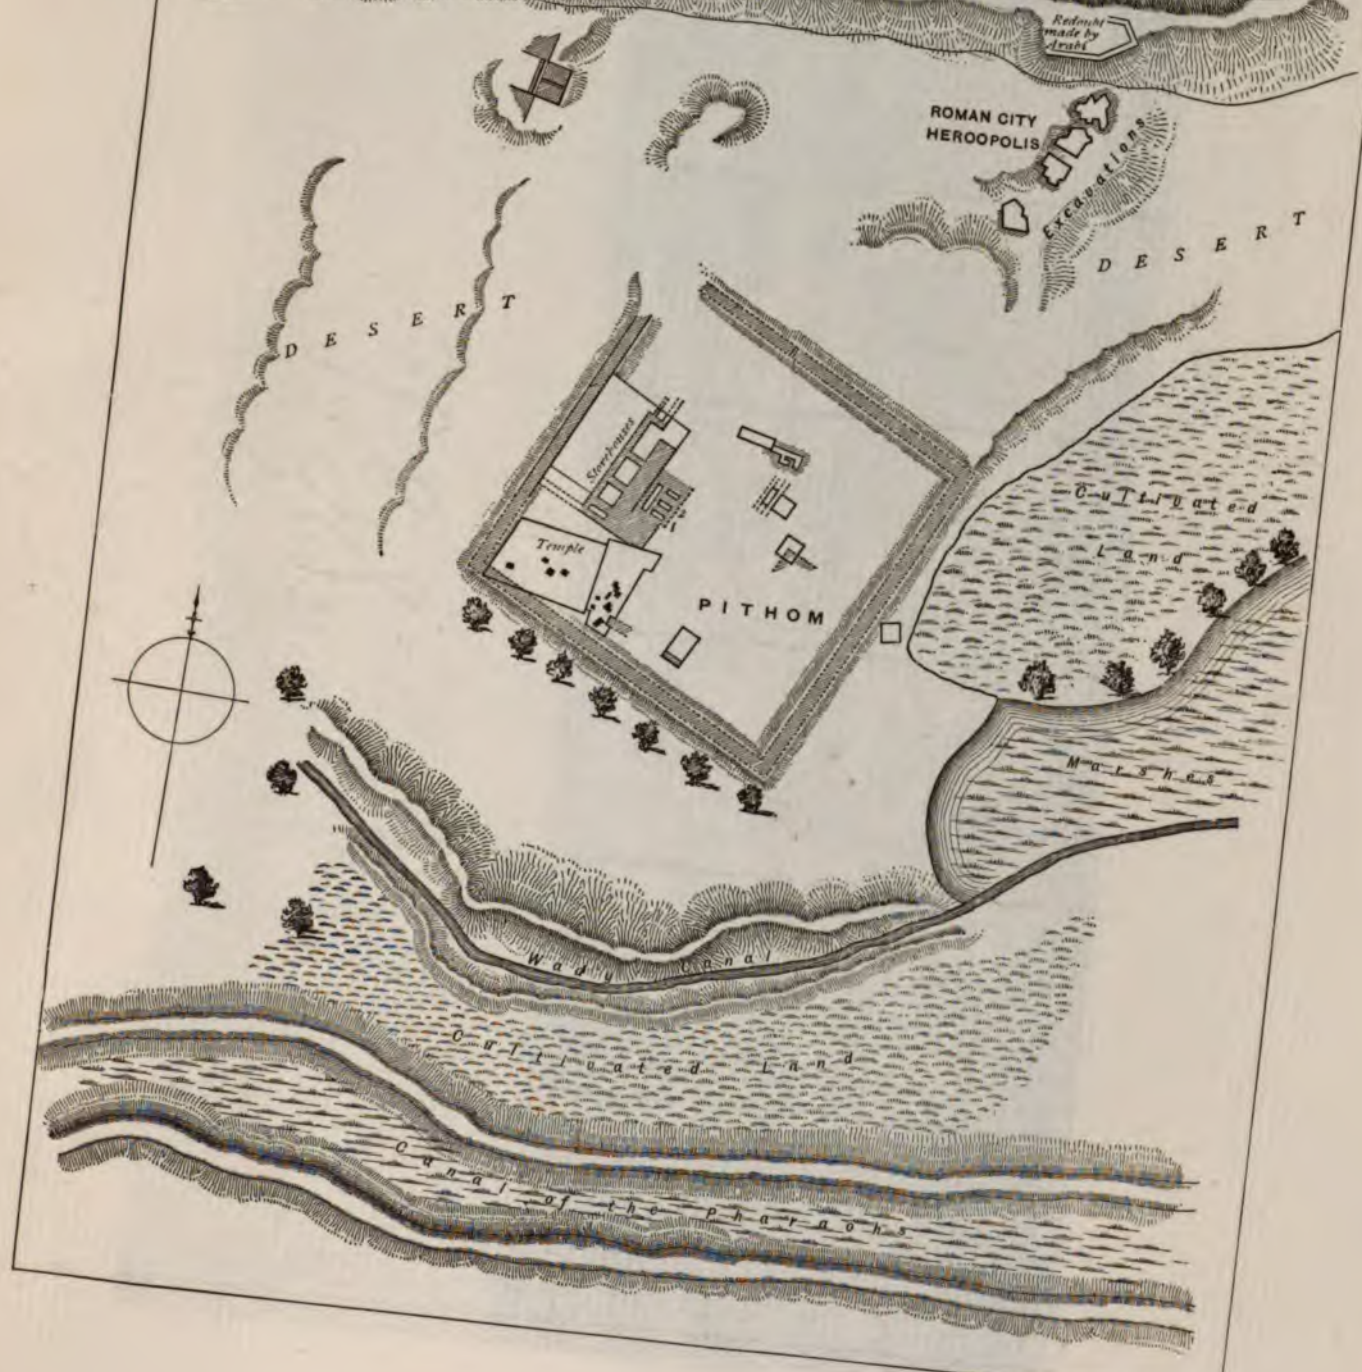 Redoubt
made by
Arabi
ROMAN CITY
HEROOPOLIS
Excavations
DESERT
DESERT
Storehouses
Cultivated
Land
Temple
PITHOM
Marshes
Wady Canal
Cultivated Land
Canal of the Pharaohs